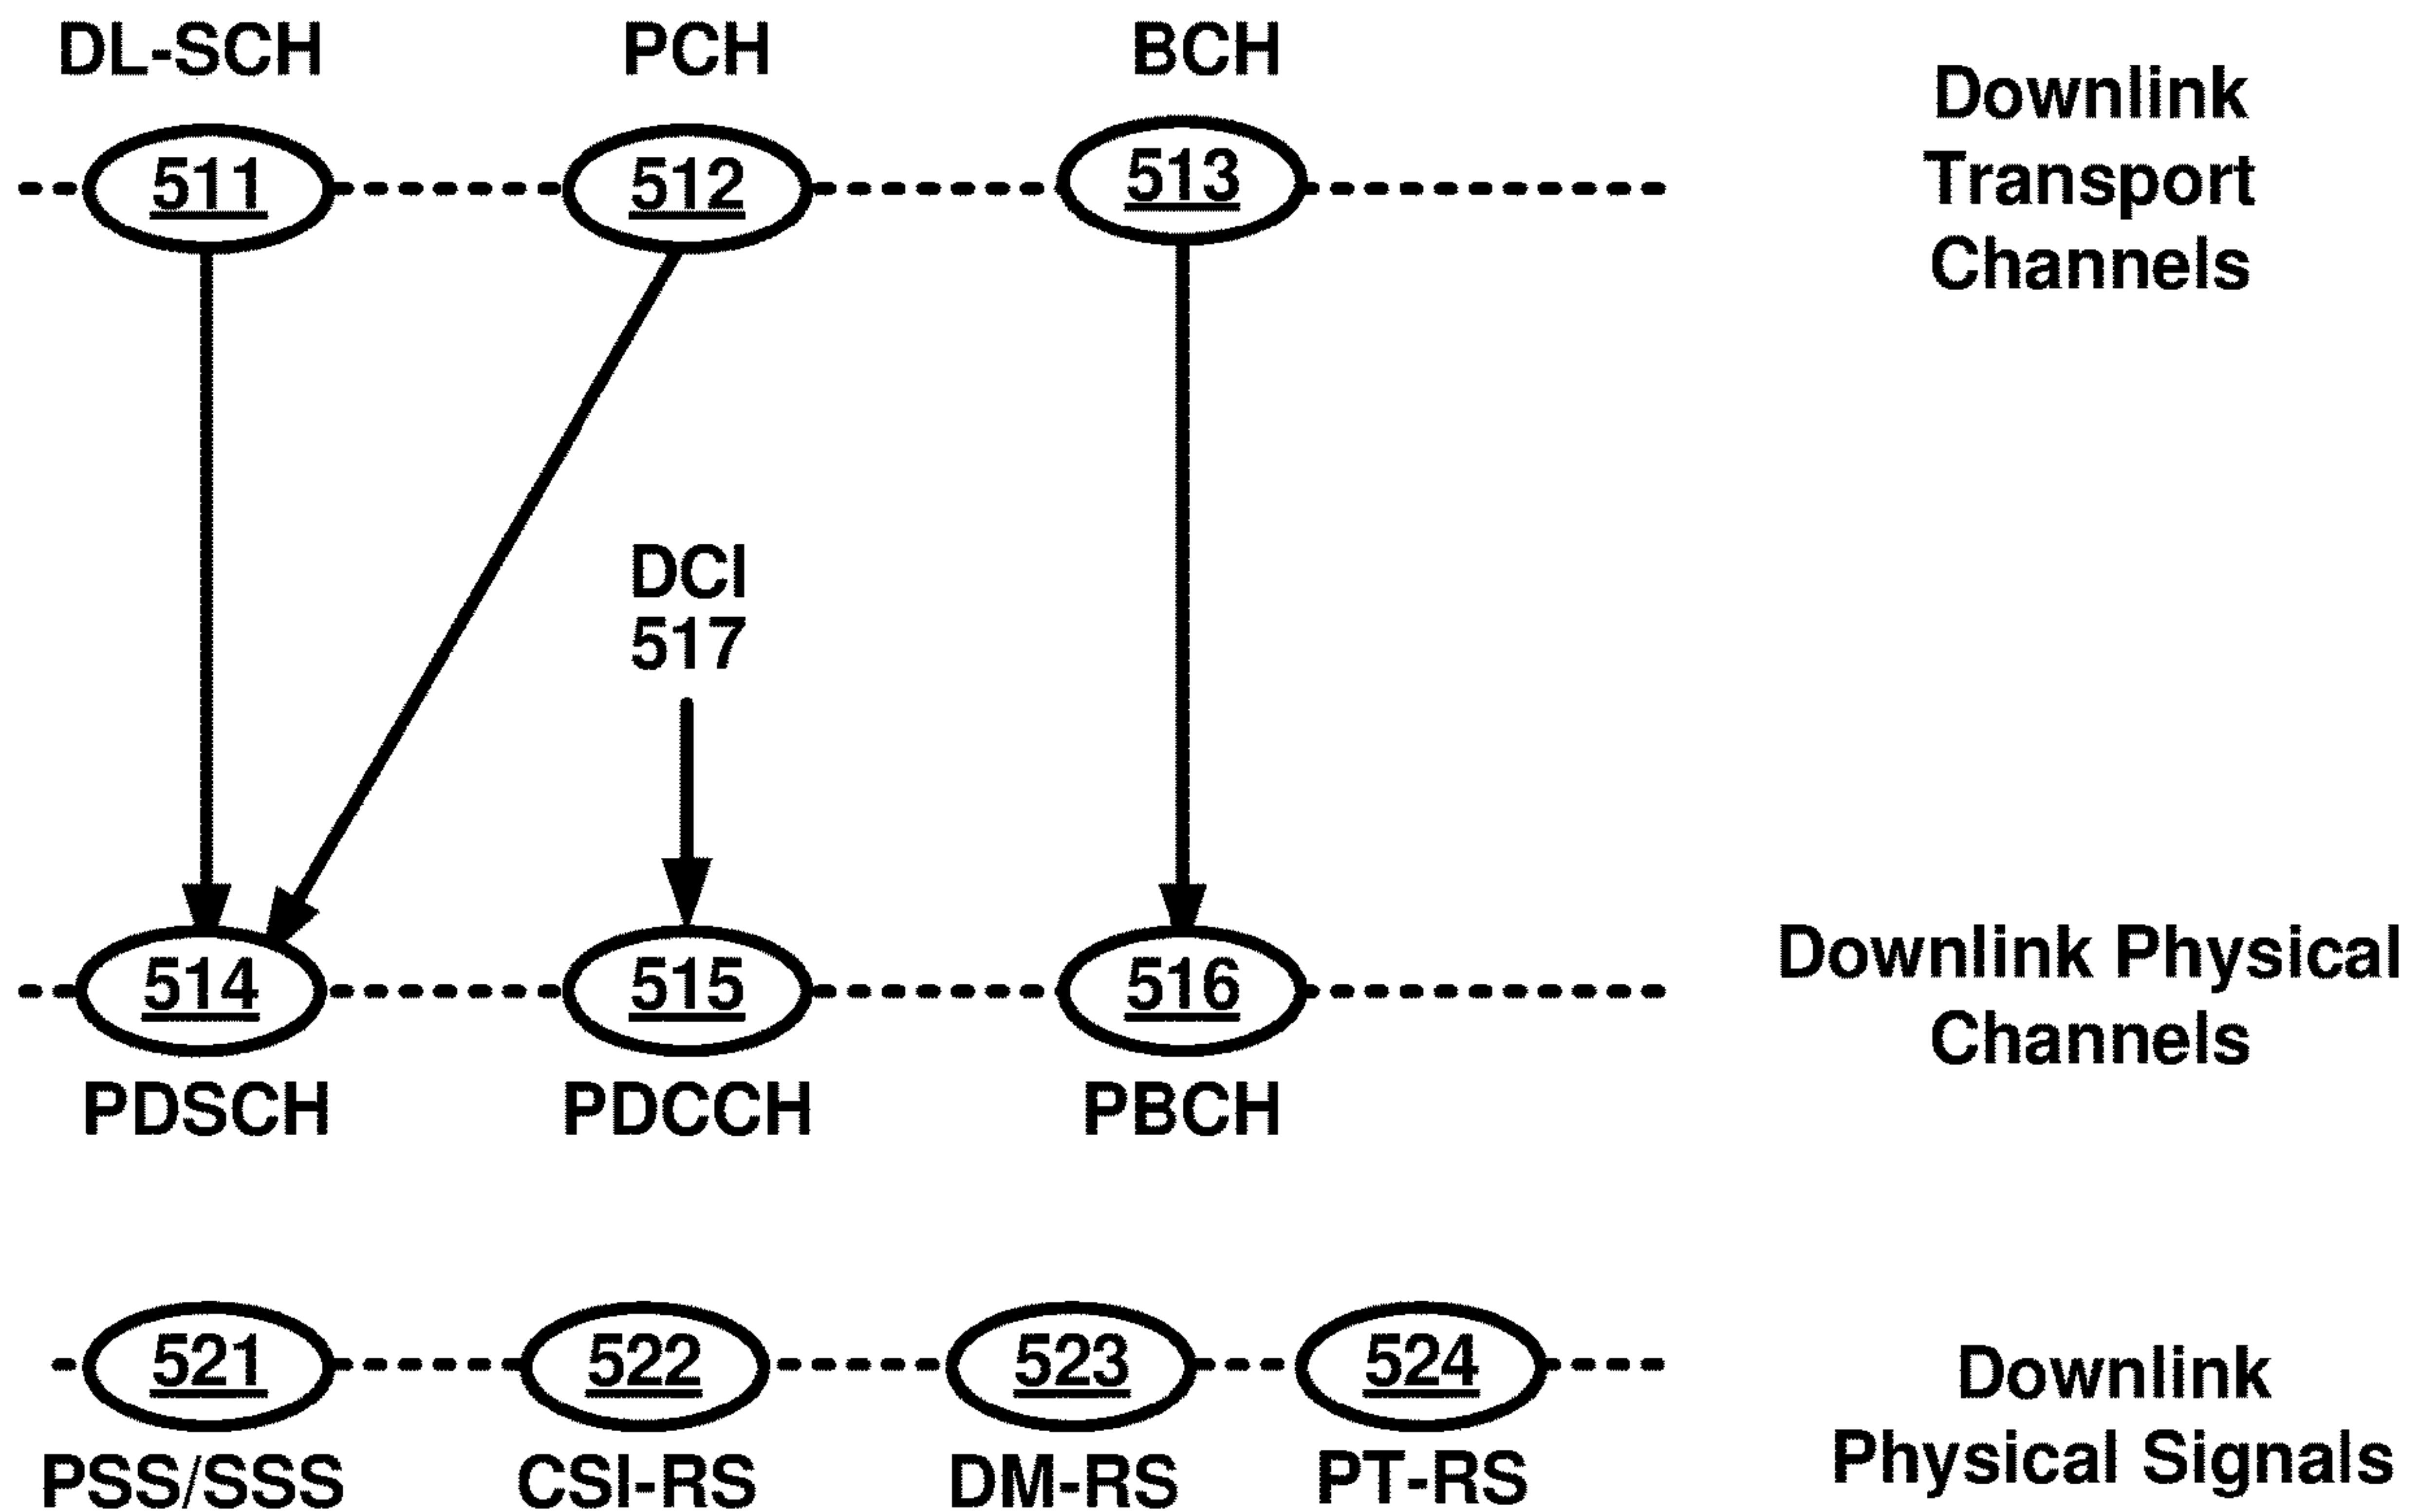 DL-SCH PCH BCH
511 512 513
Downlink
Transport
Channels
DCI
517
514 515 516
PDSCH PDCCH PBCH
Downlink Physical
Channels
521 522 523 524
PSS/SSS CSI-RS DM-RS PT-RS
Downlink
Physical Signals